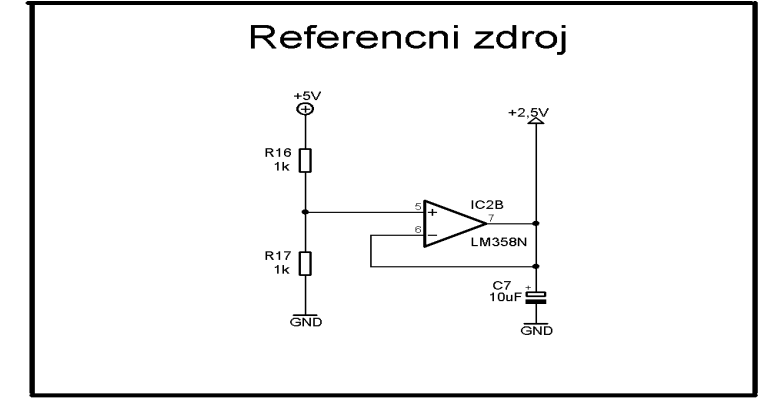 Referencni zdroj
+5V
+2,5V
R16
1k
5
+
IC2B
7
6
−
LM358N
R17
1k
C7
+
10uF
GND
GND